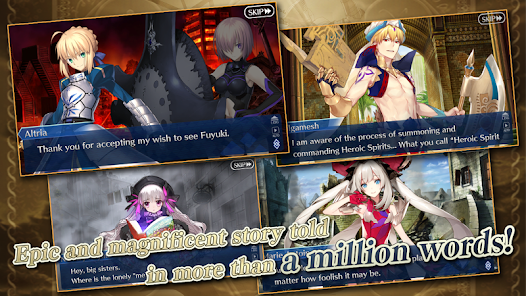 SKIP
SKIP
Altria
Thank you for accepting my wish to see Fuyuki.
gamesh
I am aware of the process of summoning and
commanding Heroic Spirits... What you call "Heroic Spirit
SKIP
Hey, big sisters.
Where is the lonely "me
matter how foolish it may be.
Epic and magnificent story told
in more than a million words!